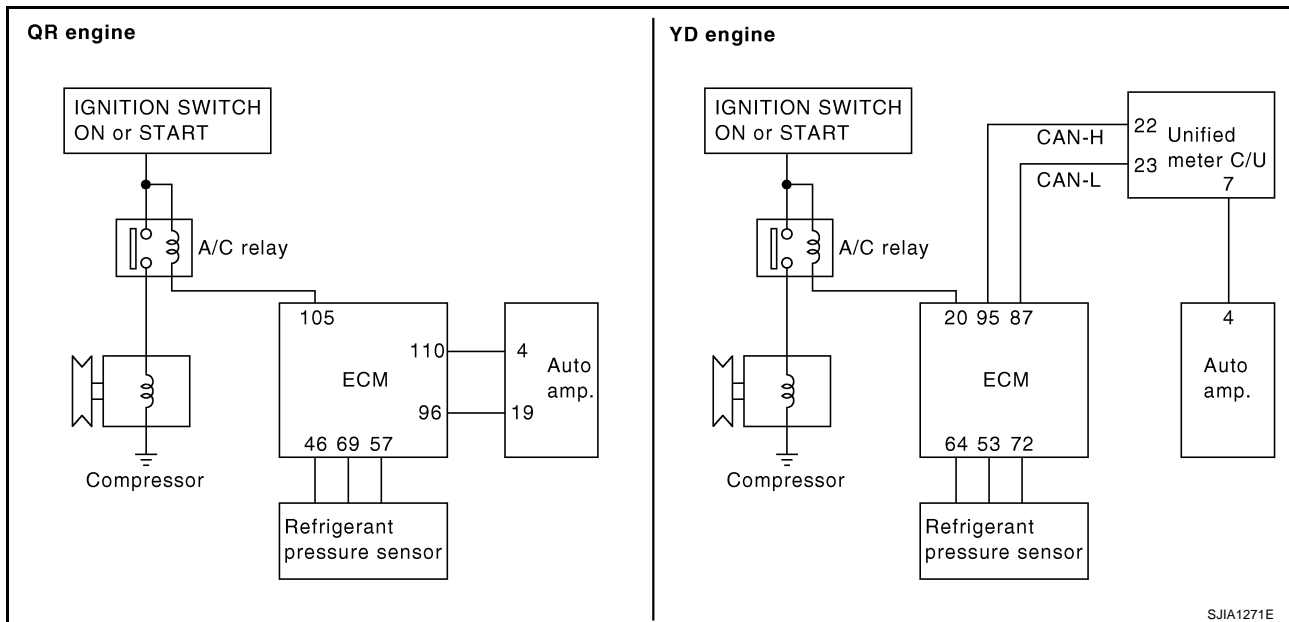 QR engine
IGNITION SWITCH
ON or START
A/C relay
105
110
4
ECM
Auto
amp.
96
19
46 69 57
Compressor
Refrigerant
pressure sensor
YD engine
IGNITION SWITCH
ON or START
CAN-H
22
Unified
meter C/U
CAN-L
23
7
A/C relay
20 95 87
4
ECM
Auto
amp.
64 53 72
Compressor
Refrigerant
pressure sensor
SJIA1271E